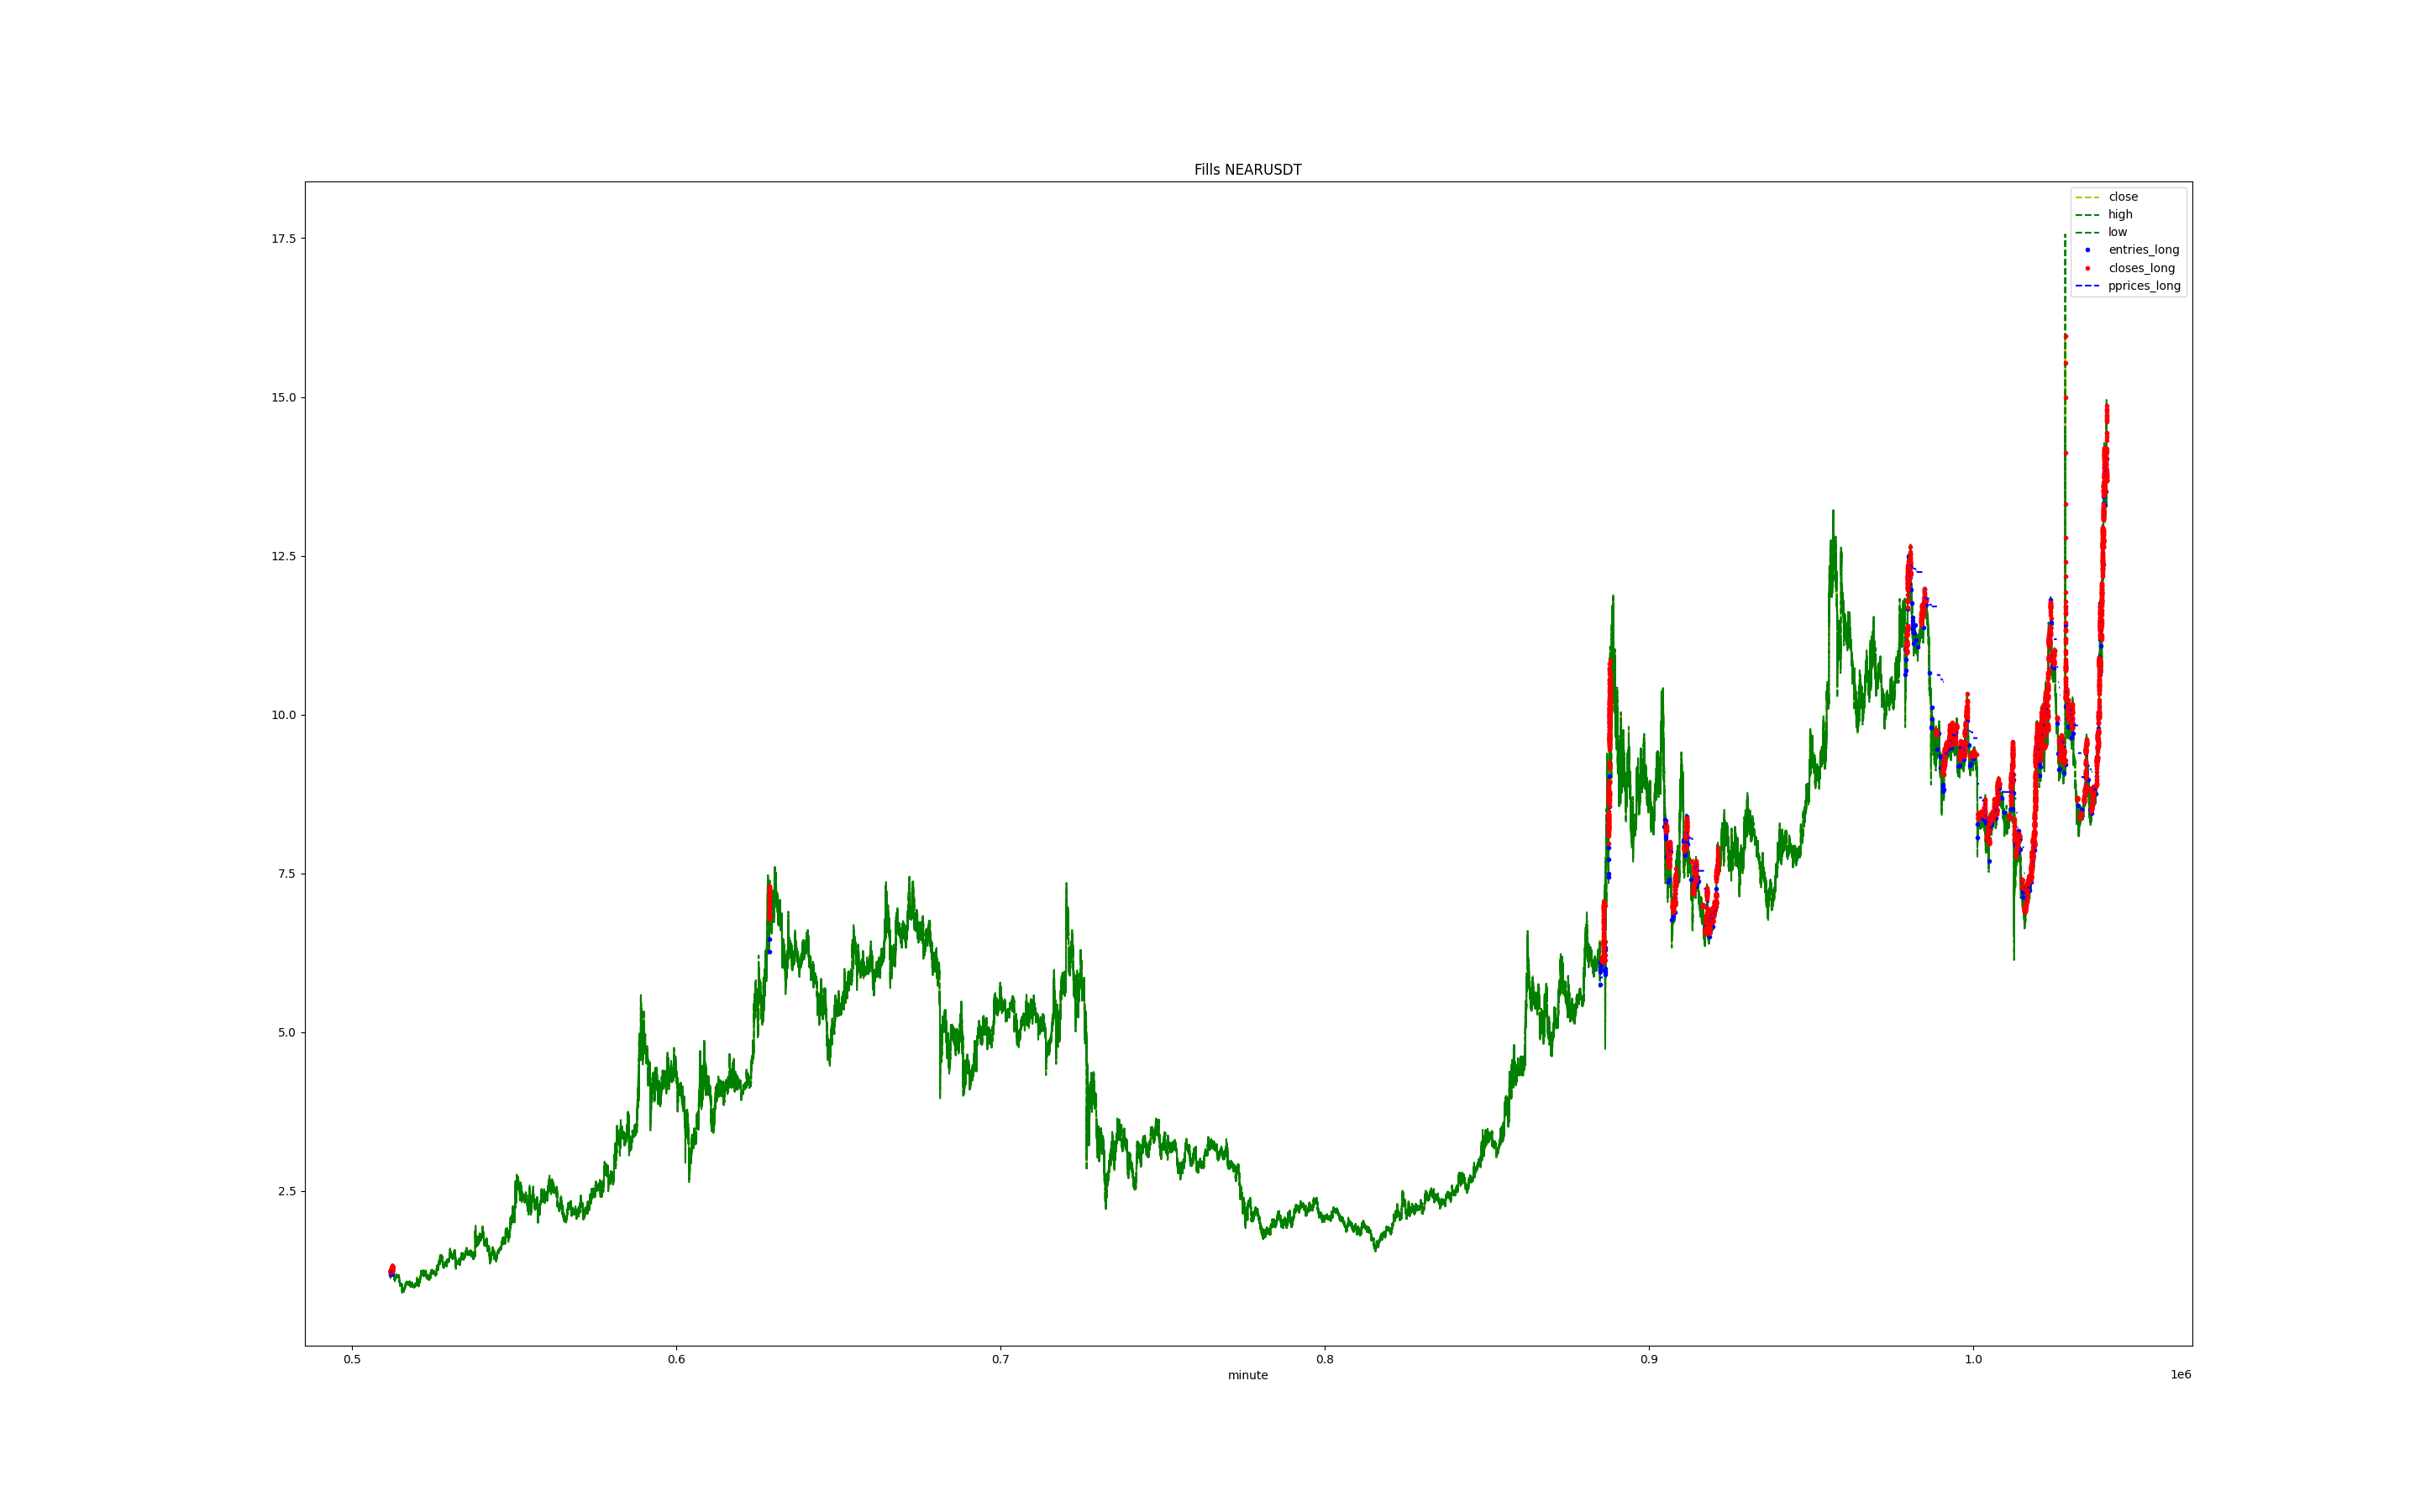 Fills NEARUSDT
close
high
low
entries_long
closes_long
pprices_long
17.5
15.0
12.5
10.0
7.5
5.0
2.5
0.5 0.6 0.7 0.8 0.9 1.0
minute
1e6